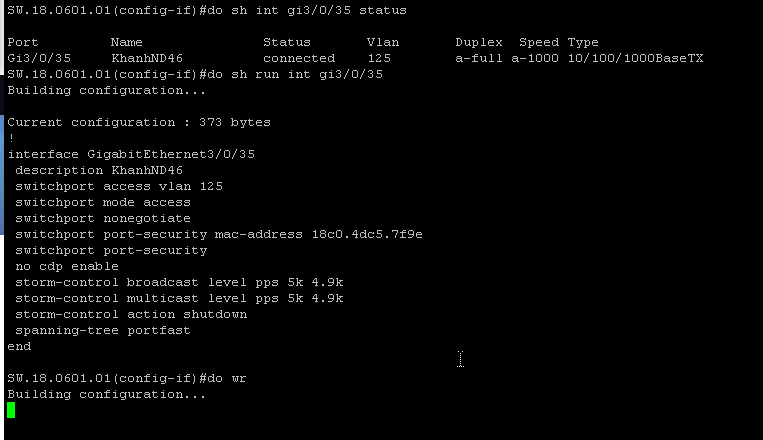 SW.18.0601.01(config-if)#do sh int gi3/0/35 status
Port Name Status Vlan Duplex Speed Type
Gi3/0/35 KhanhND46 connected 125 a-full a-1000 10/100/1000BaseTX
SW.18.0601.01(config-if)#do sh run int gi3/0/35
Building configuration...
Current configuration : 373 bytes
!
interface GigabitEthernet3/0/35
description KhanhND46
switchport access vlan 125
switchport mode access
switchport nonegotiate
switchport port-security mac-address 18c0.4dc5.7f9e
switchport port-security
no cdp enable
storm-control broadcast level pps 5k 4.9k
storm-control multicast level pps 5k 4.9k
storm-control action shutdown
spanning-tree portfast
end
SW.18.0601.01(config-if)#do wr
Building configuration...